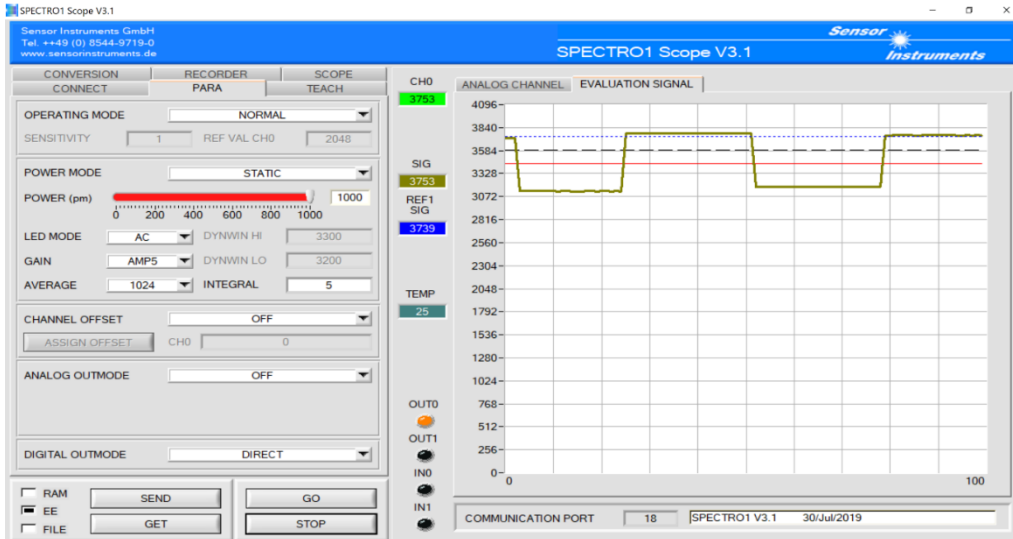 SPECTRO1 Scope V3.1
Sensor Instruments GmbH
Tel. ++49 (0) 8544-9719-0
www.sensorinstruments.de
SPECTRO1 Scope V3.1
Sensor
Instruments
CONVERSION RECORDER SCOPE
CONNECT PARA TEACH
OPERATING MODE NORMAL
SENSITIVITY 1 REF VAL CH0 2048
POWER MODE STATIC
POWER (pm) 1000
0 200 400 600 800 1000
LED MODE AC DYNWIN HI 3300
GAIN AMP5 DYNWIN LO 3200
AVERAGE 1024 INTEGRAL 5
CHANNEL OFFSET OFF
ASSIGN OFFSET CH0 0
ANALOG OUTMODE OFF
DIGITAL OUTMODE DIRECT
RAM
EE
FILE
SEND GO
GET STOP
CH0
3753
SIG
3753
REF1
SIG
3739
TEMP
25
OUT0
OUT1
IN0
IN1
ANALOG CHANNEL EVALUATION SIGNAL
4096
3840
3584
3328
3072
2816
2560
2304
2048
1792
1536
1280
1024
768
512
256
0
0 100
COMMUNICATION PORT 18 SPECTRO1 V3.1 30/Jul/2019